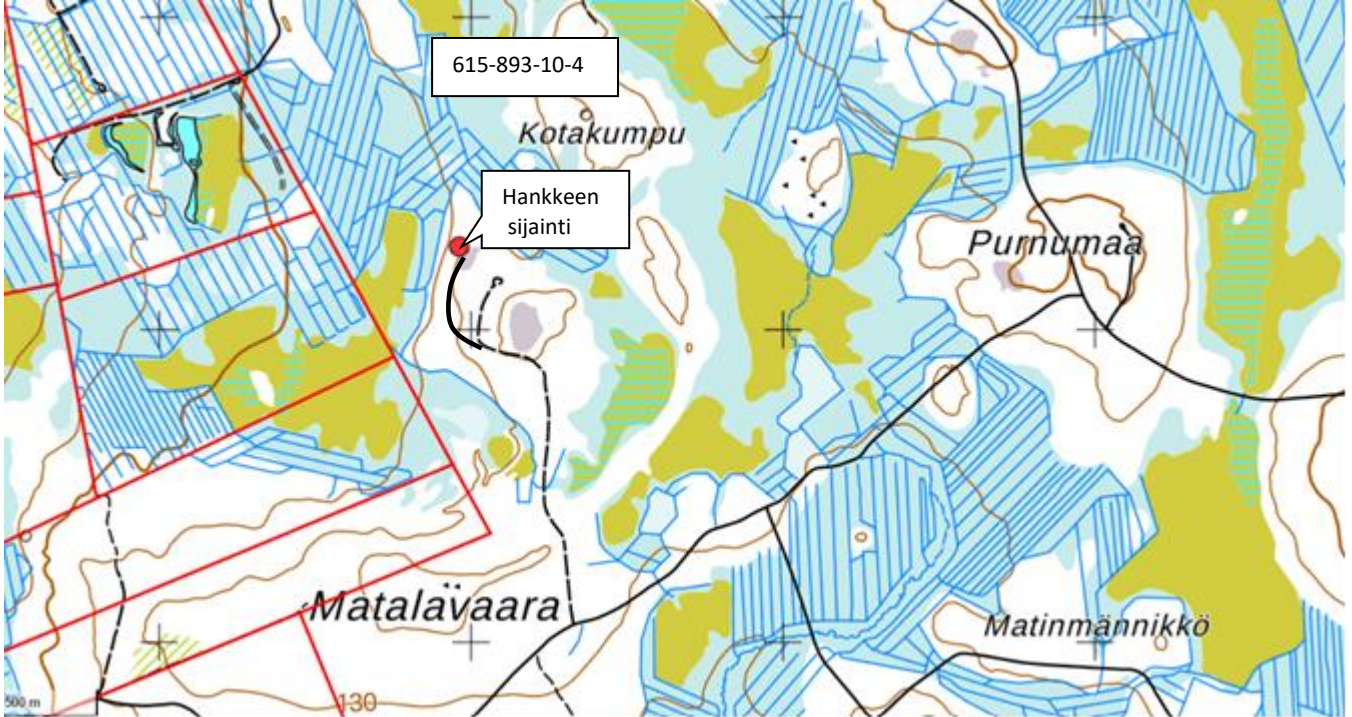 615-893-10-4
Kotakumpu
Hankkeen
sijainti
Purnumaa
Matalavaara
Matinmännikkö
500 m
130